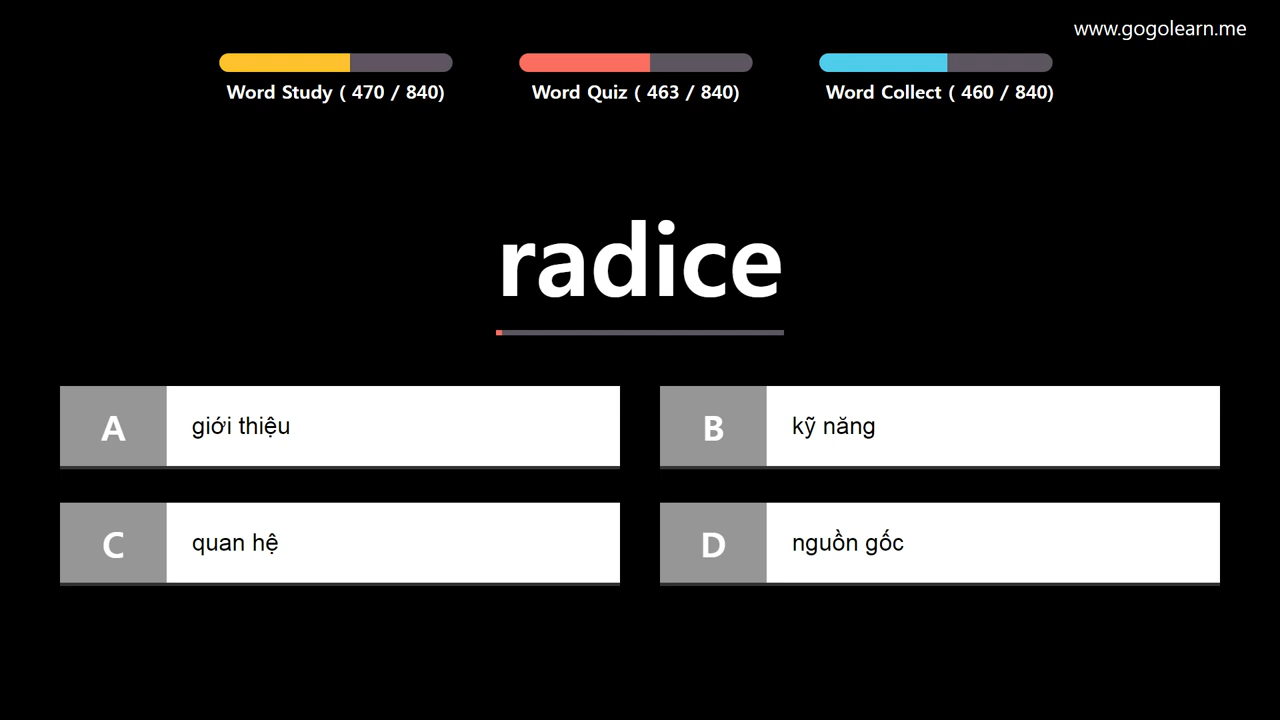 www.gogolearn.me
Word Study ( 470 / 840)
Word Quiz ( 463 / 840)
Word Collect ( 460 / 840)
radice
A giới thiệu
B kỹ năng
C quan hệ
D nguồn gốc